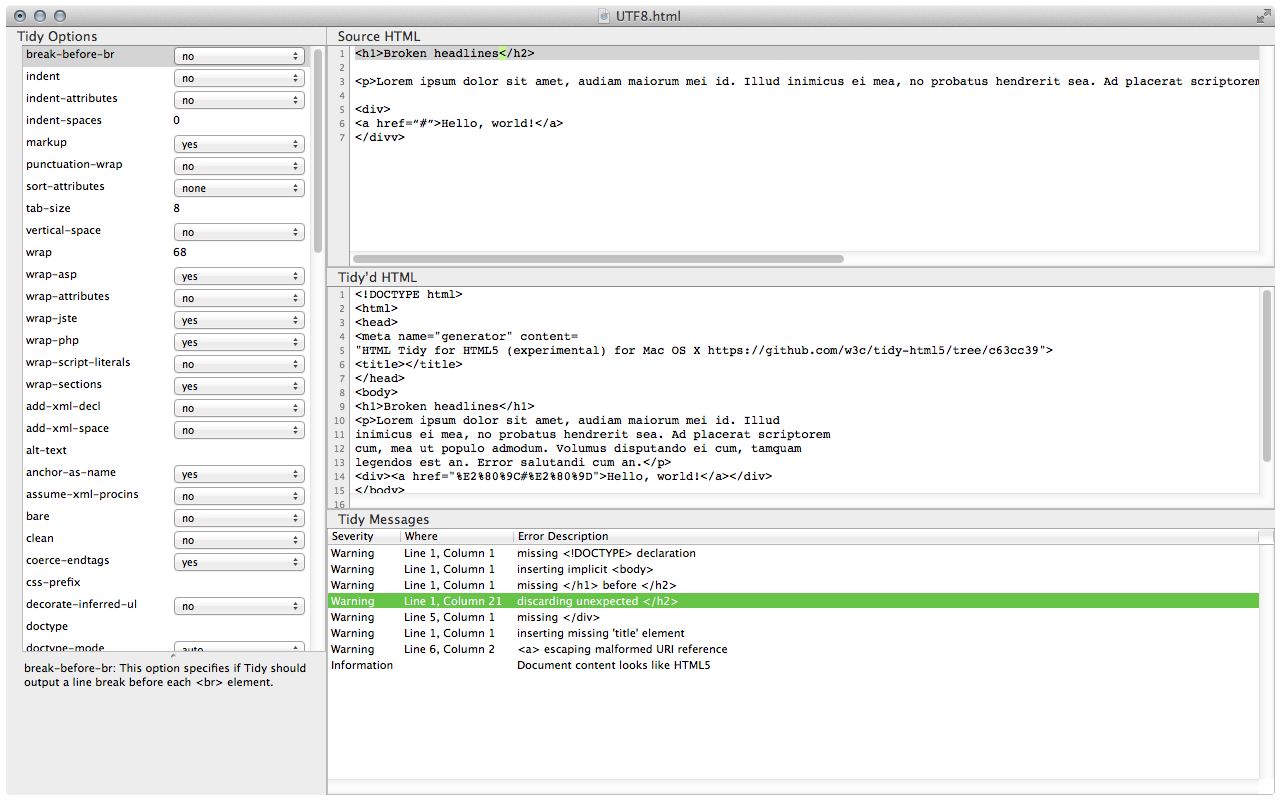 UTF8.html
Tidy Options
break-before-br no
indent no
indent-attributes no
indent-spaces 0
markup yes
punctuation-wrap no
sort-attributes none
tab-size 8
vertical-space no
wrap 68
wrap-asp yes
wrap-attributes no
wrap-jste yes
wrap-php yes
wrap-script-literals no
wrap-sections yes
add-xml-decl no
add-xml-space no
alt-text
anchor-as-name yes
assume-xml-procins no
bare no
clean no
coerce-endtags yes
css-prefix
decorate-inferred-ul no
doctype
doctype-mode auto
break-before-br: This option specifies if Tidy should
output a line break before each <br> element.
Source HTML
1 <h1>Broken headlines</h2>
2
3 <p>Lorem ipsum dolor sit amet, audiam maiorum mei id. Illud inimicus ei mea, no probatus hendrerit sea. Ad placerat scriptorem
4
5 <div>
6 <a href=“#”>Hello, world!</a>
7 </divv>
Tidy'd HTML
1 <!DOCTYPE html>
2 <html>
3 <head>
4 <meta name="generator" content=
5 "HTML Tidy for HTML5 (experimental) for Mac OS X https://github.com/w3c/tidy-html5/tree/c63cc39">
6 <title></title>
7 </head>
8 <body>
9 <h1>Broken headlines</h1>
10 <p>Lorem ipsum dolor sit amet, audiam maiorum mei id. Illud
11 inimicus ei mea, no probatus hendrerit sea. Ad placerat scriptorem
12 cum, mea ut populo admodum. Volumus disputando ei cum, tamquam
13 legendos est an. Error salutandi cum an.</p>
14 <div><a href="%E2%80%9C#%E2%80%9D">Hello, world!</a></div>
15 </body>
16
Tidy Messages
Severity Where Error Description
Warning Line 1, Column 1 missing <!DOCTYPE> declaration
Warning Line 1, Column 1 inserting implicit <body>
Warning Line 1, Column 1 missing </h1> before </h2>
Warning Line 1, Column 21 discarding unexpected </h2>
Warning Line 5, Column 1 missing </div>
Warning Line 1, Column 1 inserting missing 'title' element
Warning Line 6, Column 2 <a> escaping malformed URI reference
Information Document content looks like HTML5